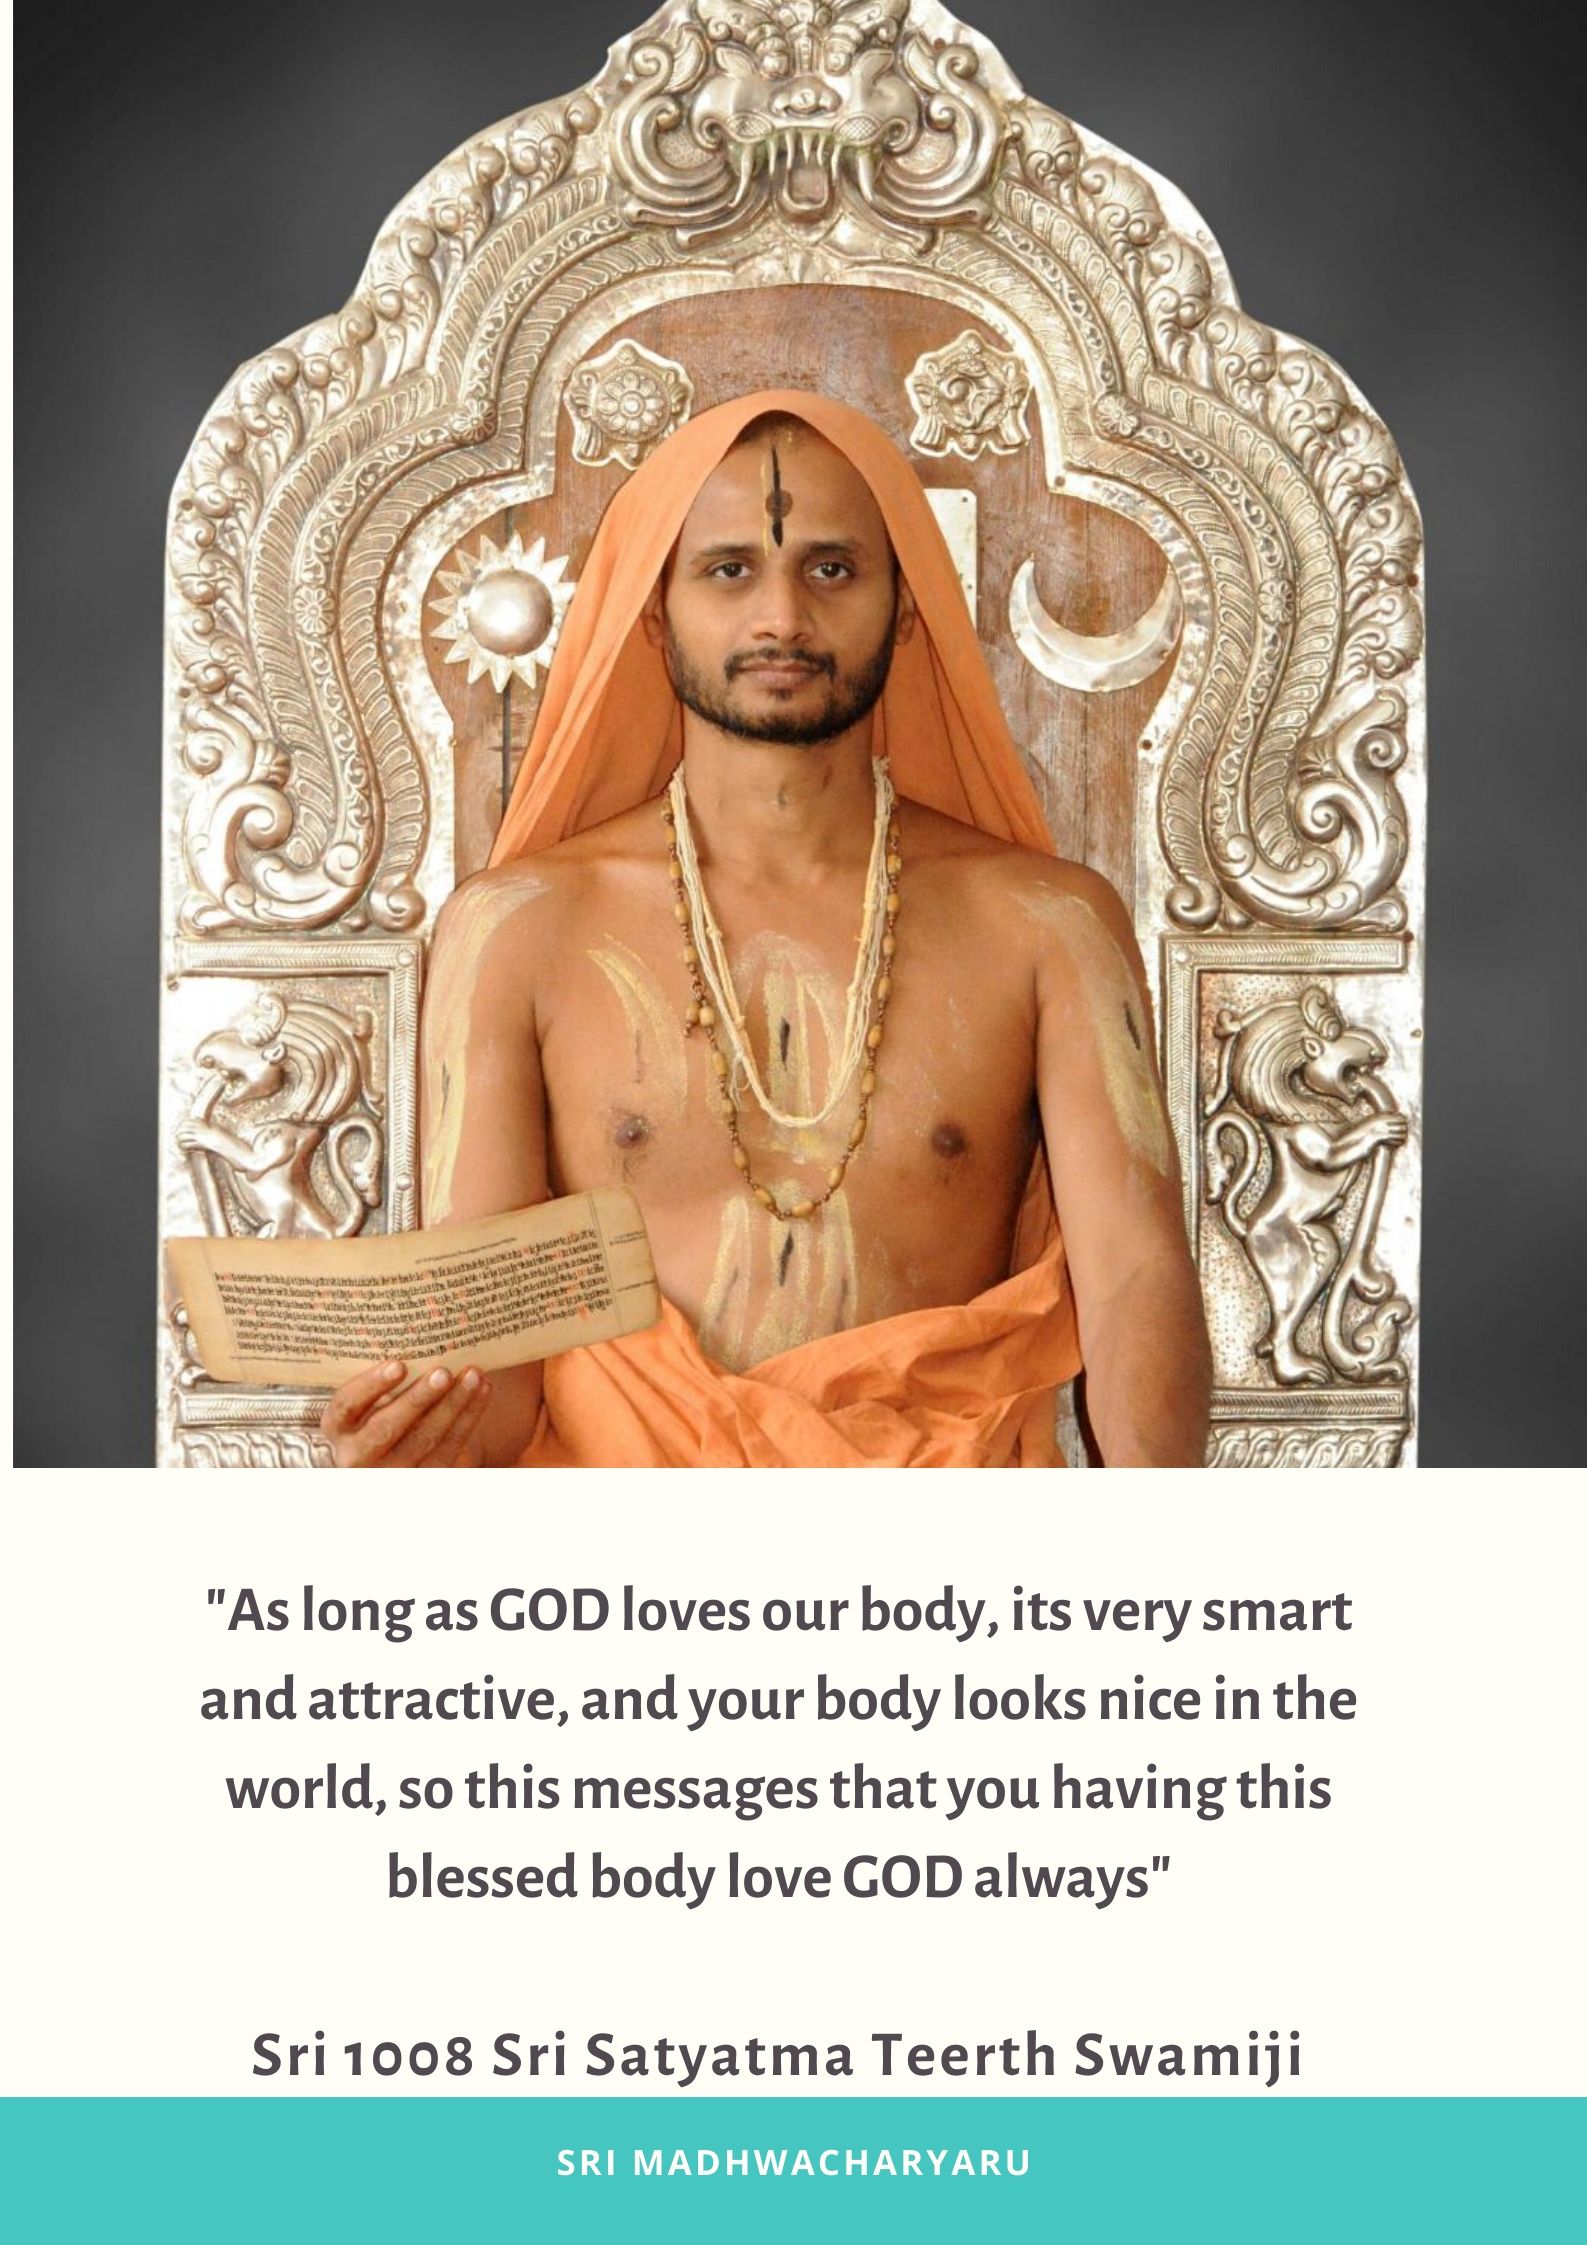 "As long as GOD loves our body, its very smart
and attractive, and your body looks nice in the
world, so this messages that you having this
blessed body love GOD always"
Sri 1008 Sri Satyatma Teerth Swamiji
SRI MADHWACHARYARU